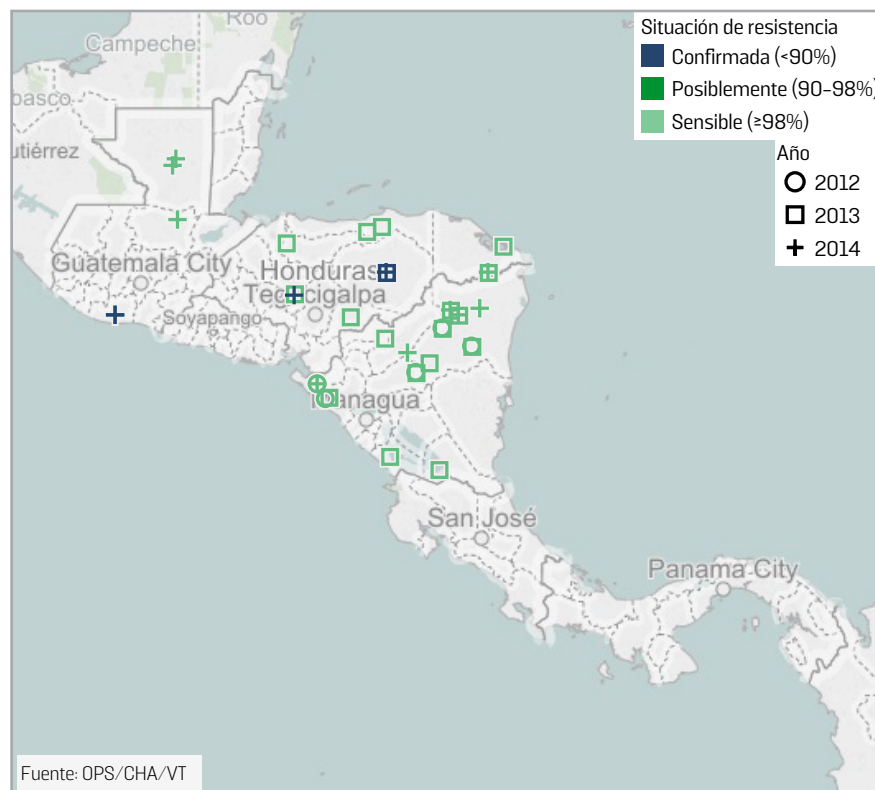 Roo
Campeche
basco
utiérrez
Situación de resistencia
Confirmada (<90%)
Posiblemente (90–98%)
Sensible (≥98%)
Año
2012
2013
2014
Guatemala City
Honduras
Tegucigalpa
Soyapango
Managua
San José
Panama City
Fuente: OPS/CHA/VT